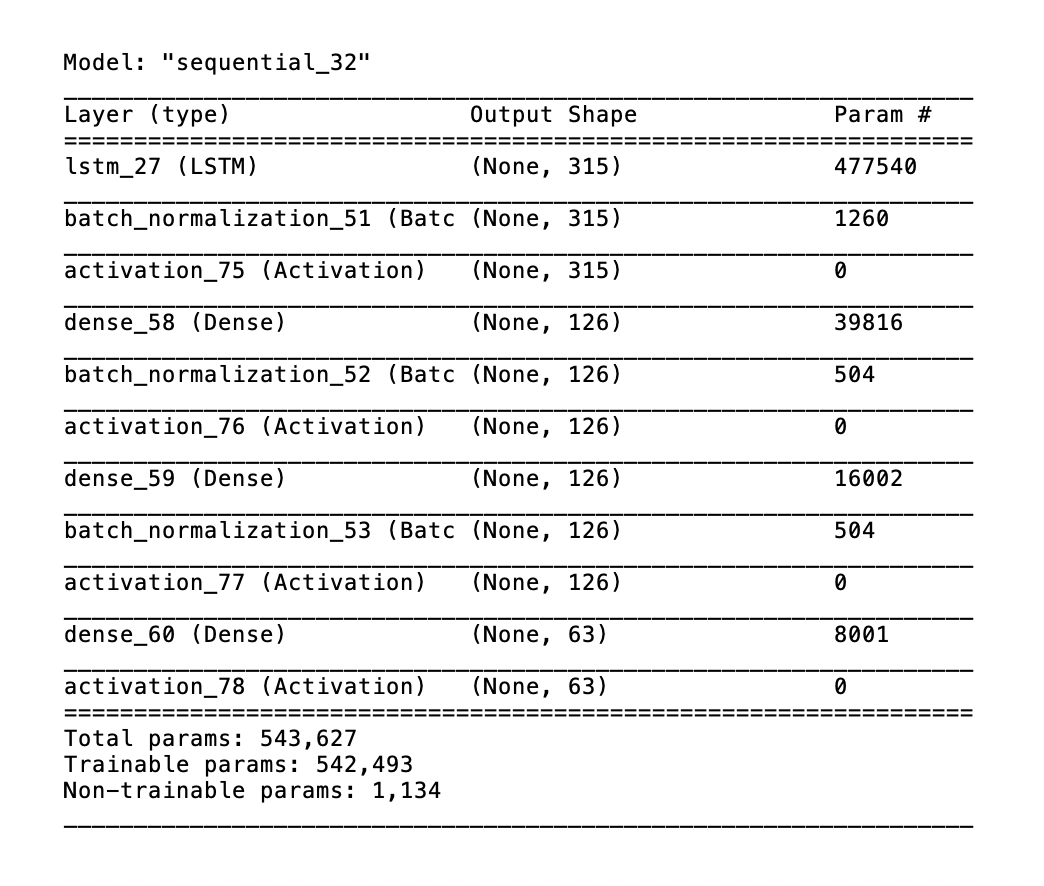 Model: "sequential_32"
Layer (type) Output Shape Param #
lstm_27 (LSTM) (None, 315) 477540
batch_normalization_51 (Batc (None, 315) 1260
activation_75 (Activation) (None, 315) 0
dense_58 (Dense) (None, 126) 39816
batch_normalization_52 (Batc (None, 126) 504
activation_76 (Activation) (None, 126) 0
dense_59 (Dense) (None, 126) 16002
batch_normalization_53 (Batc (None, 126) 504
activation_77 (Activation) (None, 126) 0
dense_60 (Dense) (None, 63) 8001
activation_78 (Activation) (None, 63) 0
Total params: 543,627
Trainable params: 542,493
Non-trainable params: 1,134